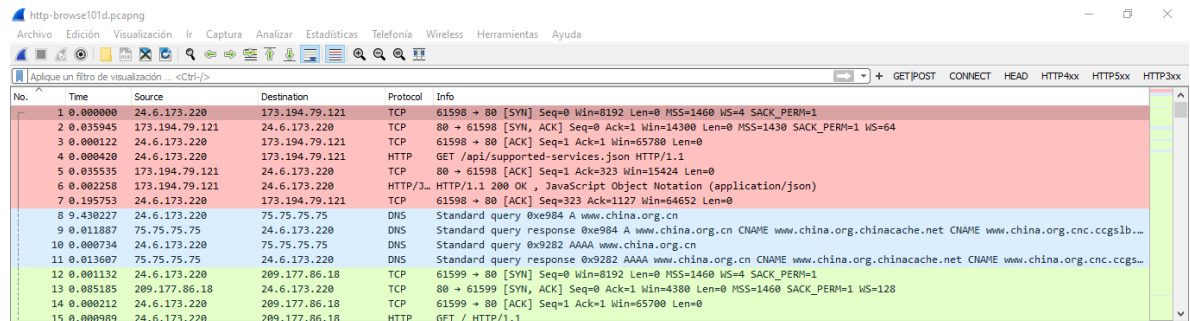 http-browse101d.pcapng
Archivo Edición Visualización Ir Captura Analizar Estadísticas Telefonía Wireless Herramientas Ayuda
Aplique un filtro de visualización ... <Ctrl-/> + GET|POST CONNECT HEAD HTTP4xx HTTP5xx HTTP3xx
No. Time Source Destination Protocol Info
1 0.000000 24.6.173.220 173.194.79.121 TCP 61598 → 80 [SYN] Seq=0 Win=8192 Len=0 MSS=1460 WS=4 SACK_PERM=1
2 0.035945 173.194.79.121 24.6.173.220 TCP 80 → 61598 [SYN, ACK] Seq=0 Ack=1 Win=14300 Len=0 MSS=1430 SACK_PERM=1 WS=64
3 0.000122 24.6.173.220 173.194.79.121 TCP 61598 → 80 [ACK] Seq=1 Ack=1 Win=65780 Len=0
4 0.000420 24.6.173.220 173.194.79.121 HTTP GET /api/supported-services.json HTTP/1.1
5 0.035535 173.194.79.121 24.6.173.220 TCP 80 → 61598 [ACK] Seq=1 Ack=323 Win=15424 Len=0
6 0.002258 173.194.79.121 24.6.173.220 HTTP/J… HTTP/1.1 200 OK , JavaScript Object Notation (application/json)
7 0.195753 24.6.173.220 173.194.79.121 TCP 61598 → 80 [ACK] Seq=323 Ack=1127 Win=64652 Len=0
8 9.430227 24.6.173.220 75.75.75.75 DNS Standard query 0xe984 A www.china.org.cn
9 0.011887 75.75.75.75 24.6.173.220 DNS Standard query response 0xe984 A www.china.org.cn CNAME www.china.org.chinacache.net CNAME www.china.org.cnc.ccgslb.…
10 0.000734 24.6.173.220 75.75.75.75 DNS Standard query 0x9282 AAAA www.china.org.cn
11 0.013607 75.75.75.75 24.6.173.220 DNS Standard query response 0x9282 AAAA www.china.org.cn CNAME www.china.org.chinacache.net CNAME www.china.org.cnc.ccgs…
12 0.001132 24.6.173.220 209.177.86.18 TCP 61599 → 80 [SYN] Seq=0 Win=8192 Len=0 MSS=1460 WS=4 SACK_PERM=1
13 0.085185 209.177.86.18 24.6.173.220 TCP 80 → 61599 [SYN, ACK] Seq=0 Ack=1 Win=4380 Len=0 MSS=1460 SACK_PERM=1 WS=128
14 0.000212 24.6.173.220 209.177.86.18 TCP 61599 → 80 [ACK] Seq=1 Ack=1 Win=65700 Len=0
15 0.000989 24.6.173.220 209.177.86.18 HTTP GET / HTTP/1.1